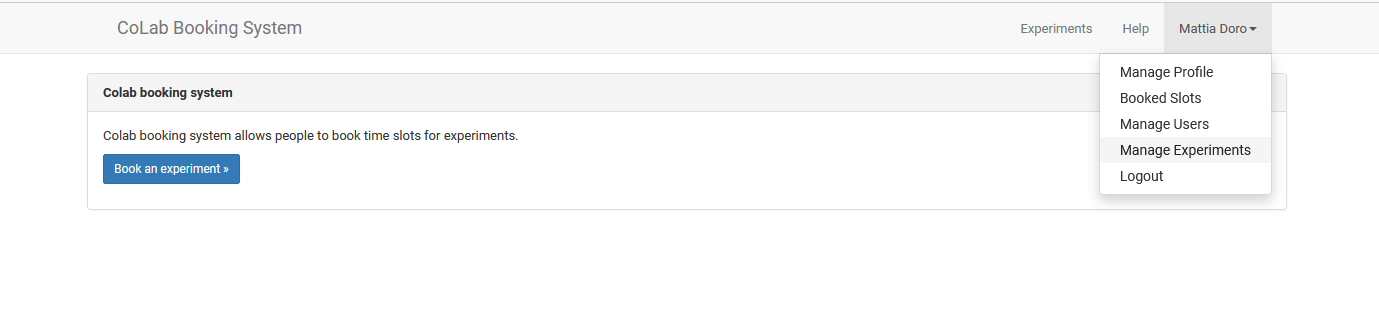 CoLab Booking System
Experiments
Help
Mattia Doro
Manage Profile
Booked Slots
Manage Users
Manage Experiments
Logout
Colab booking system
Colab booking system allows people to book time slots for experiments.
Book an experiment »